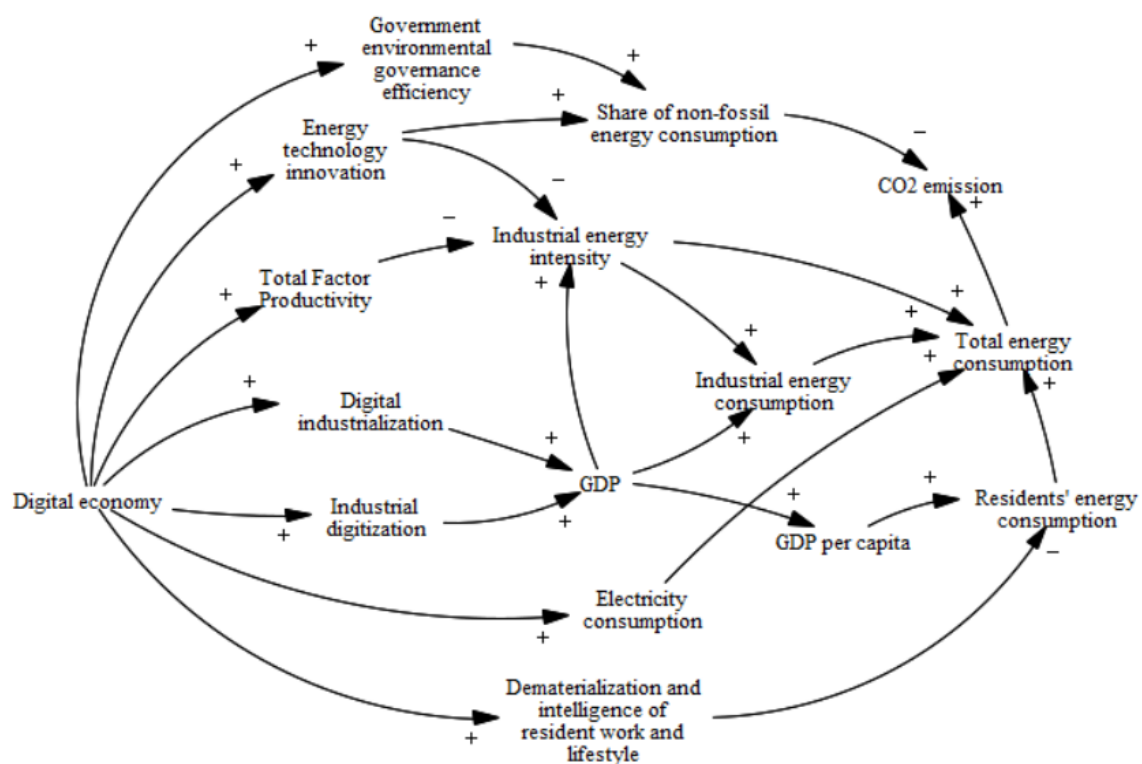 Government
environmental
governance
efficiency
+
+
Energy
technology
innovation
+
+
Share of non-fossil
energy consumption
−
CO2 emission
+
−
Industrial energy
intensity
+
−
Total Factor
Productivity
+
+
Total energy
consumption
+
+
+
+
Industrial energy
consumption
+
+
Digital
industrialization
+
+
GDP
+
Digital economy
Industrial
digitization
+
+
GDP per capita
+
Residents' energy
consumption
−
Electricity
consumption
+
Dematerialization and
intelligence of
resident work and
lifestyle
+